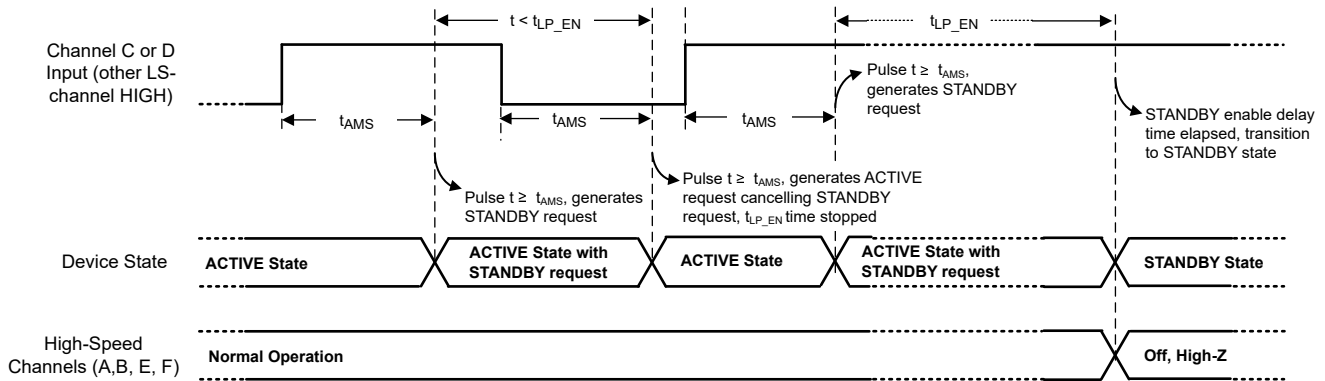 t < tLP_EN
tLP_EN
Channel C or D
Input (other LS-
channel HIGH)
tAMS
tAMS
tAMS
Pulse t ≥ tAMS,
generates STANDBY
request
STANDBY enable delay
time elapsed, transition
to STANDBY state
Pulse t ≥ tAMS, generates
STANDBY request
Pulse t ≥ tAMS, generates ACTIVE
request cancelling STANDBY
request, tLP_EN time stopped
Device State
ACTIVE State
ACTIVE State with
STANDBY request
ACTIVE State
ACTIVE State with
STANDBY request
STANDBY State
High-Speed
Channels (A,B, E, F)
Normal Operation
Off, High-Z